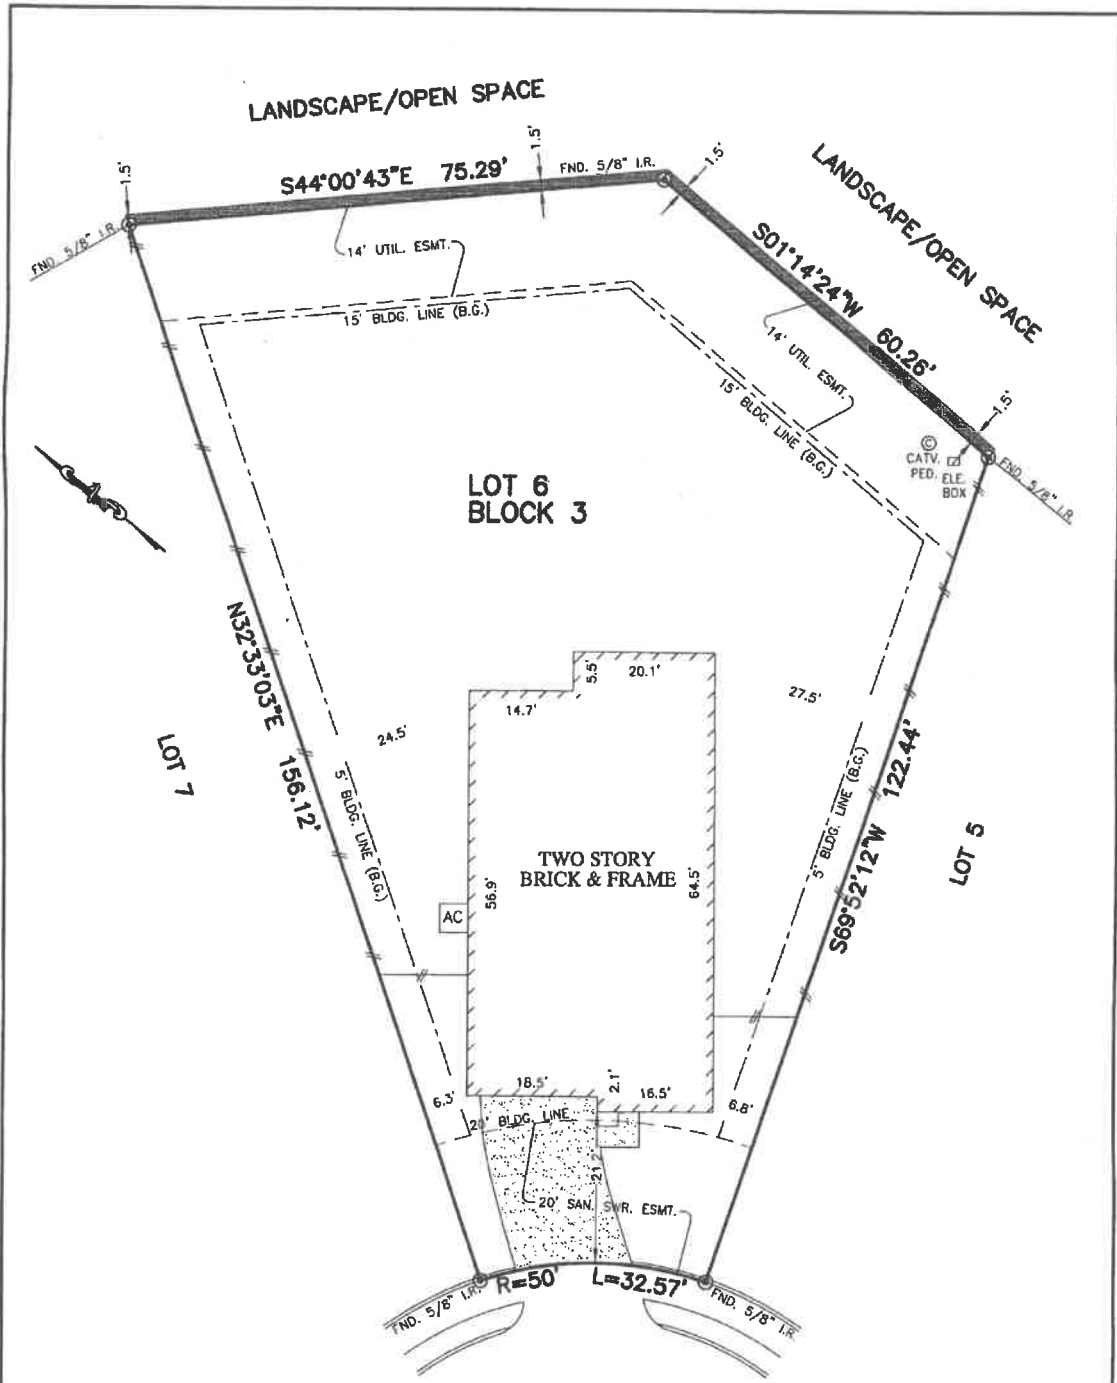 LANDSCAPE/OPEN SPACE
1.5'
1.5'
FND. 5/8" I.R.
1.5'
S44°00'43"E 75.29'
LANDSCAPE/OPEN SPACE
FND. 5/8" I.R.
14' UTIL. ESMT.
S01°14'24"W 60.26'
15' BLDG. LINE (B.G.)
14' UTIL. ESMT.
15' BLDG. LINE (B.G.)
1.5'
©
CATV.
PED.
ELE.
BOX
FND. 5/8" I.R.
LOT 6
BLOCK 3
N32°33'03"E 156.12'
5.5'
20.1'
14.7'
27.5'
24.5'
LOT 7
5' BLDG. LINE (B.G.)
5' BLDG. LINE (B.G.)
S69°52'12"W 122.44'
LOT 5
TWO STORY
BRICK & FRAME
56.9'
64.5'
AC
18.5'
2.1'
16.5'
6.3'
6.8'
20' BLDG. LINE
21.2'
20' SAN. SWR. ESMT.
R=50' L=32.57'
FND. 5/8" I.R.
FND. 5/8" I.R.